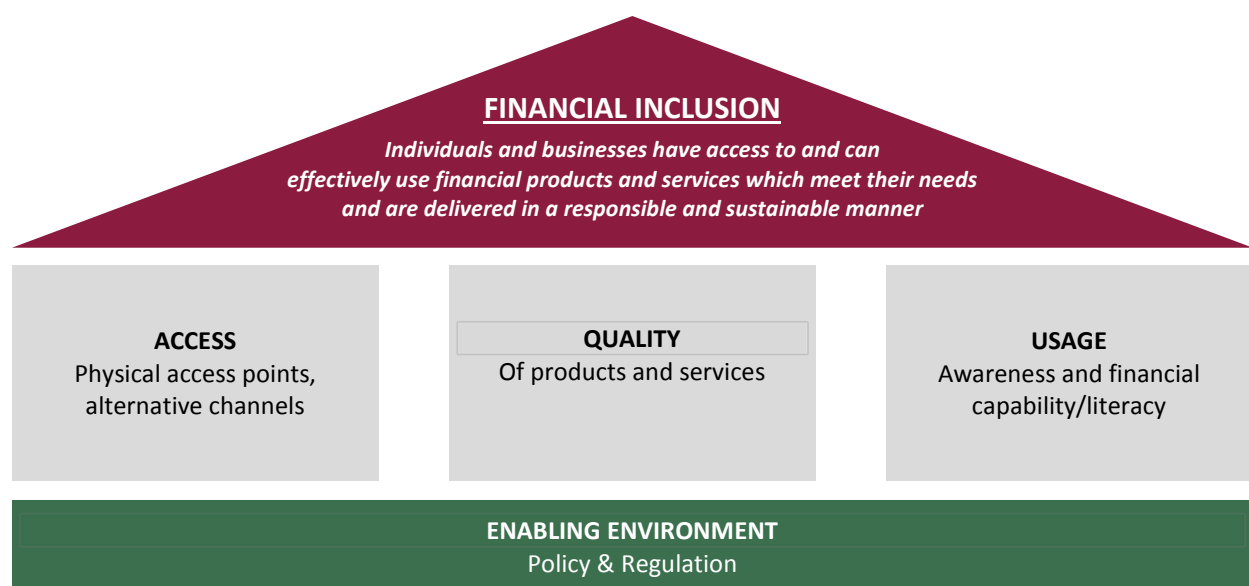 FINANCIAL INCLUSION
Individuals and businesses have access to and can
effectively use financial products and services which meet their needs
and are delivered in a responsible and sustainable manner
ACCESS
Physical access points,
alternative channels
QUALITY
Of products and services
USAGE
Awareness and financial
capability/literacy
ENABLING ENVIRONMENT
Policy & Regulation